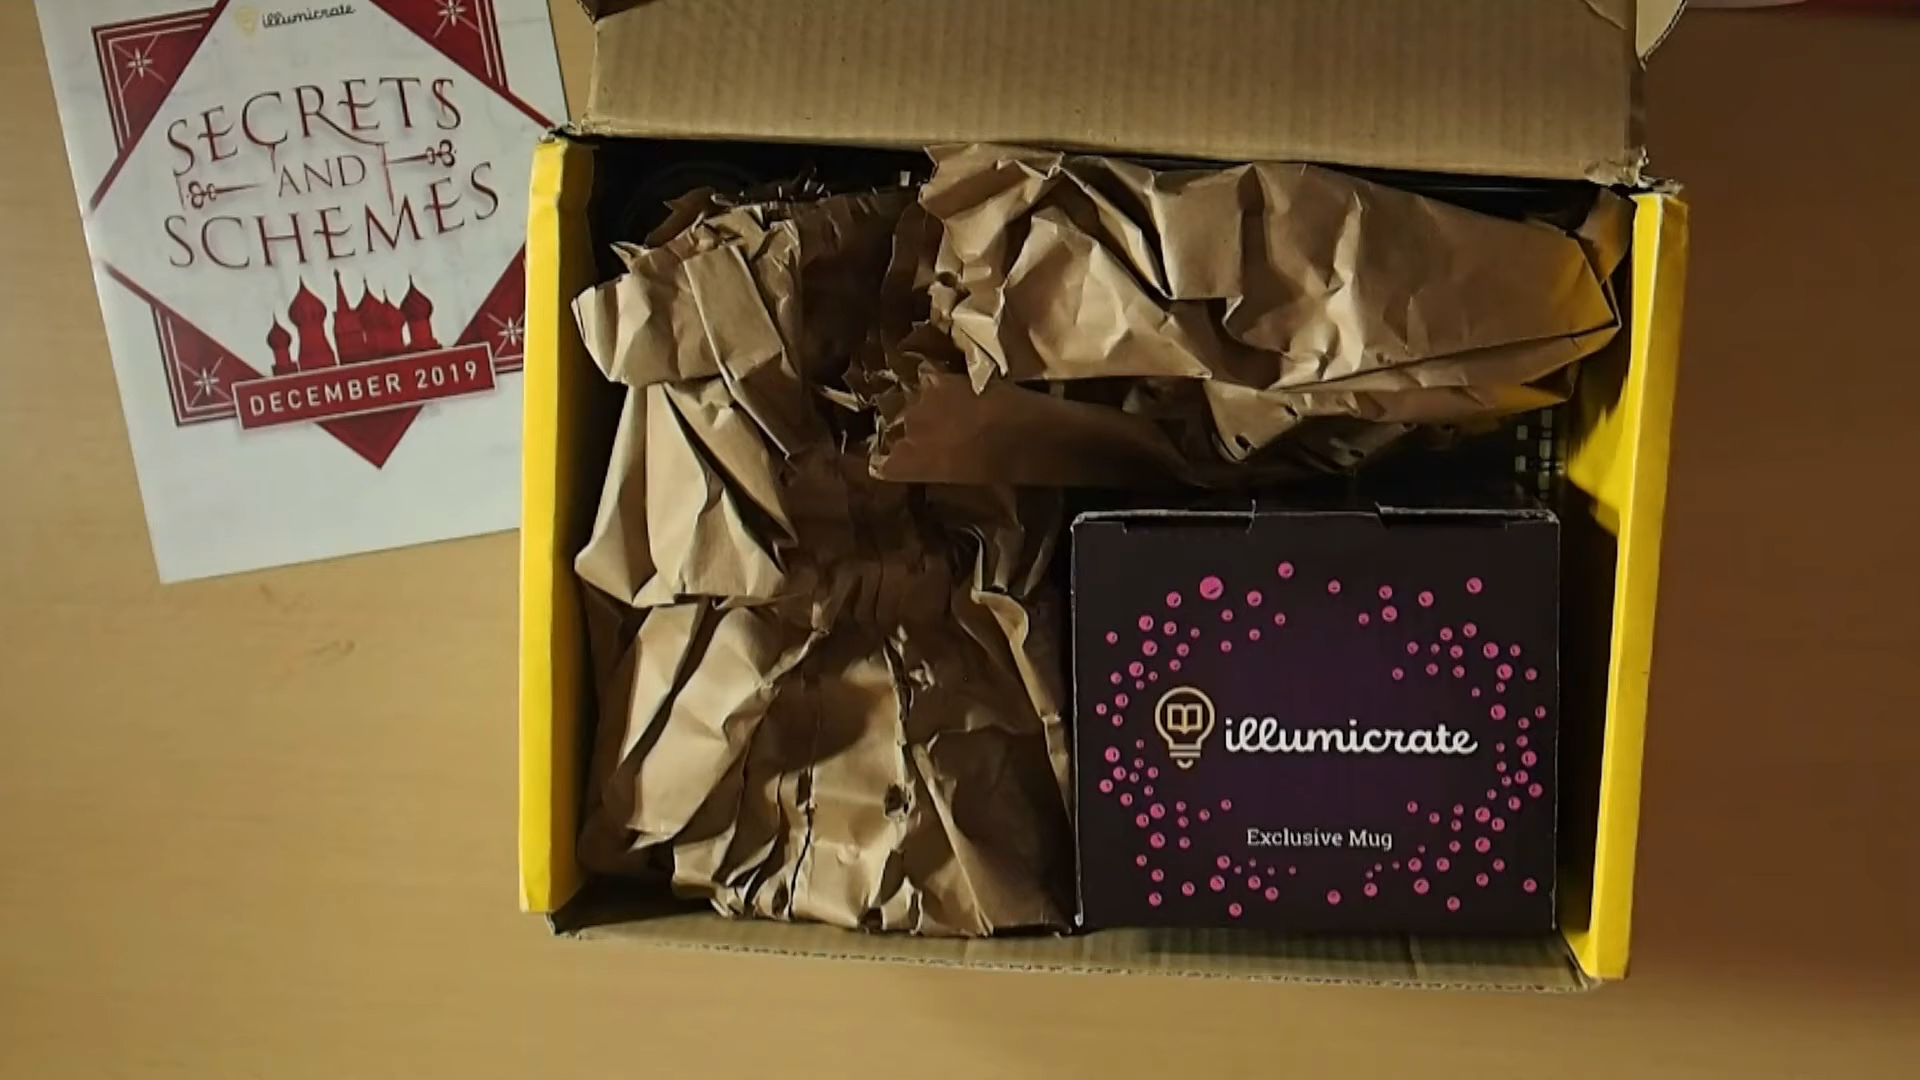 illumicrate
SECRETS
AND
SCHEMES
DECEMBER 2019
illumicrate
Exclusive Mug